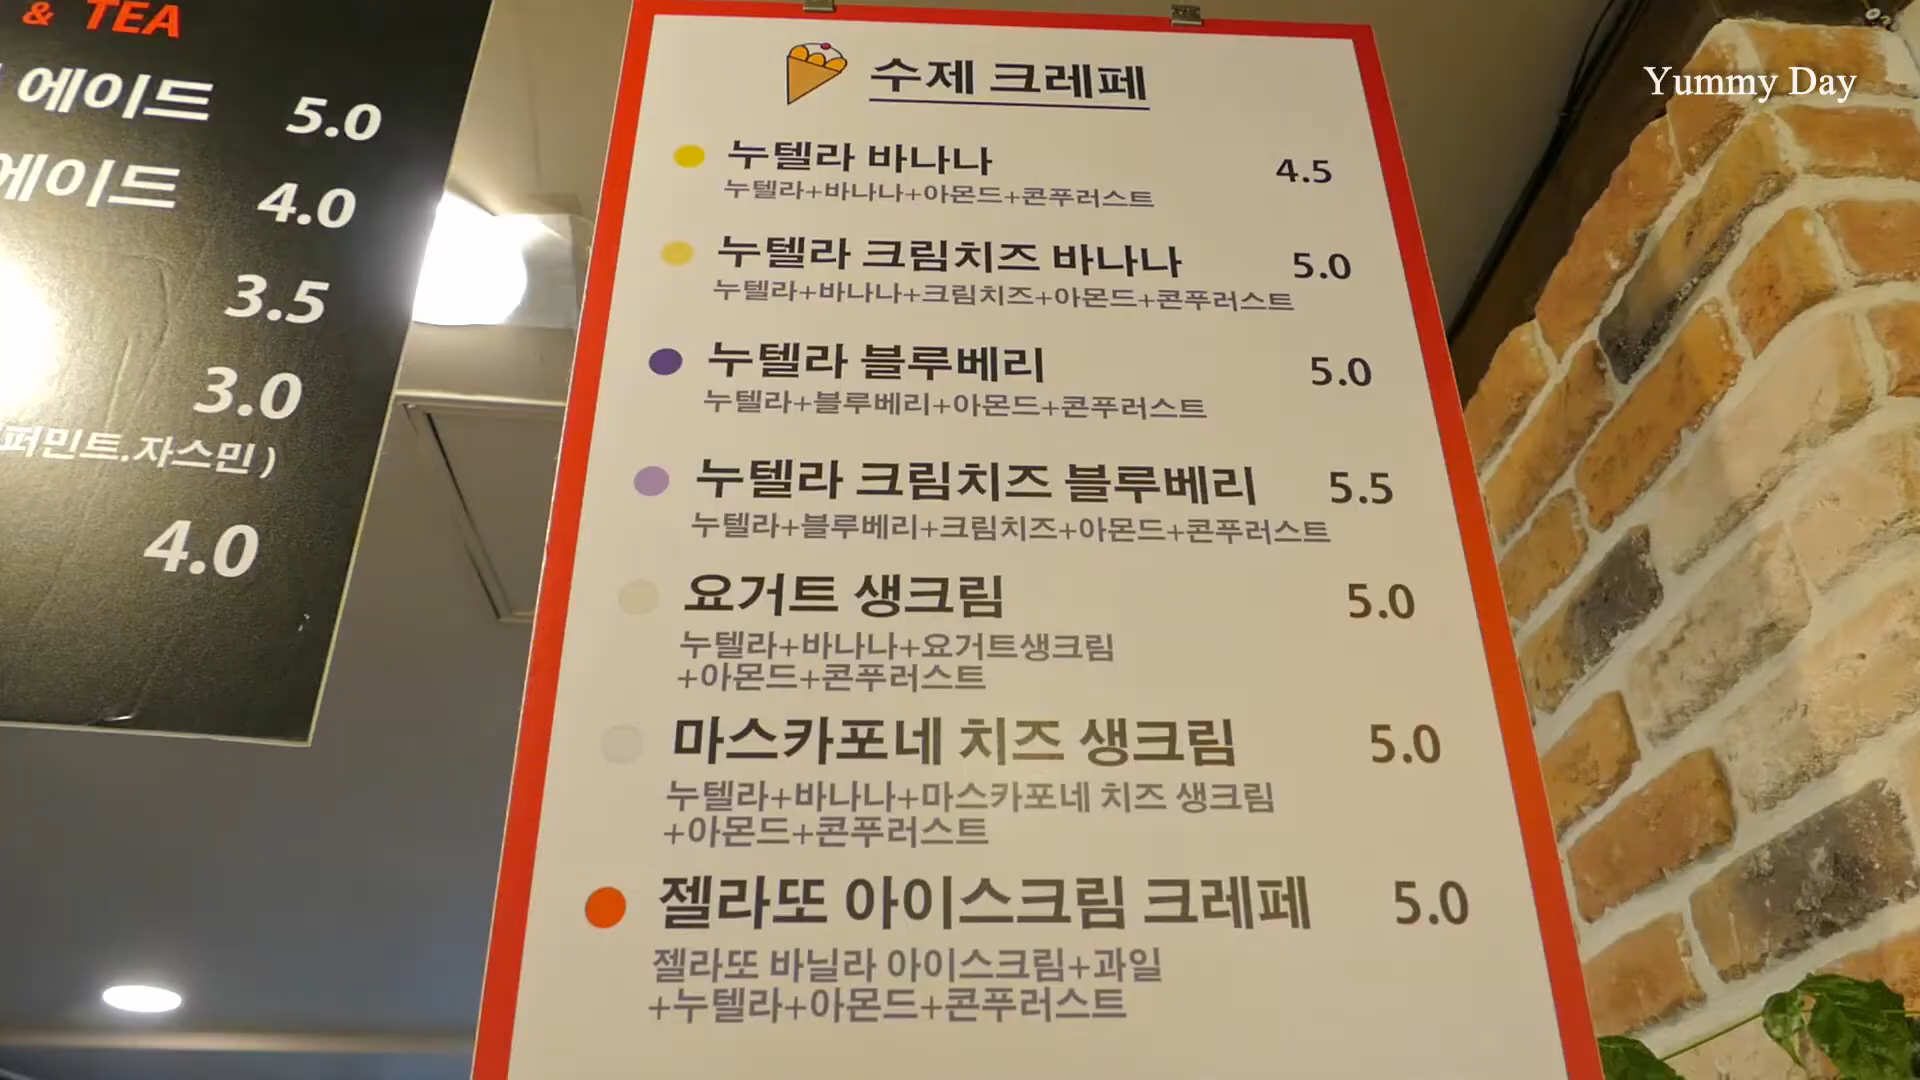 & TEA
에이드 5.0
에이드 4.0
3.5
3.0
퍼민트.자스민)
4.0
수제 크레페
누텔라 바나나 4.5
누텔라+바나나+아몬드+콘푸러스트
누텔라 크림치즈 바나나 5.0
누텔라+바나나+크림치즈+아몬드+콘푸러스트
누텔라 블루베리 5.0
누텔라+블루베리+아몬드+콘푸러스트
누텔라 크림치즈 블루베리 5.5
누텔라+블루베리+크림치즈+아몬드+콘푸러스트
요거트 생크림 5.0
누텔라+바나나+요거트생크림
+아몬드+콘푸러스트
마스카포네 치즈 생크림 5.0
누텔라+바나나+마스카포네 치즈 생크림
+아몬드+콘푸러스트
젤라또 아이스크림 크레페 5.0
젤라또 바닐라 아이스크림+과일
+누텔라+아몬드+콘푸러스트
Yummy Day